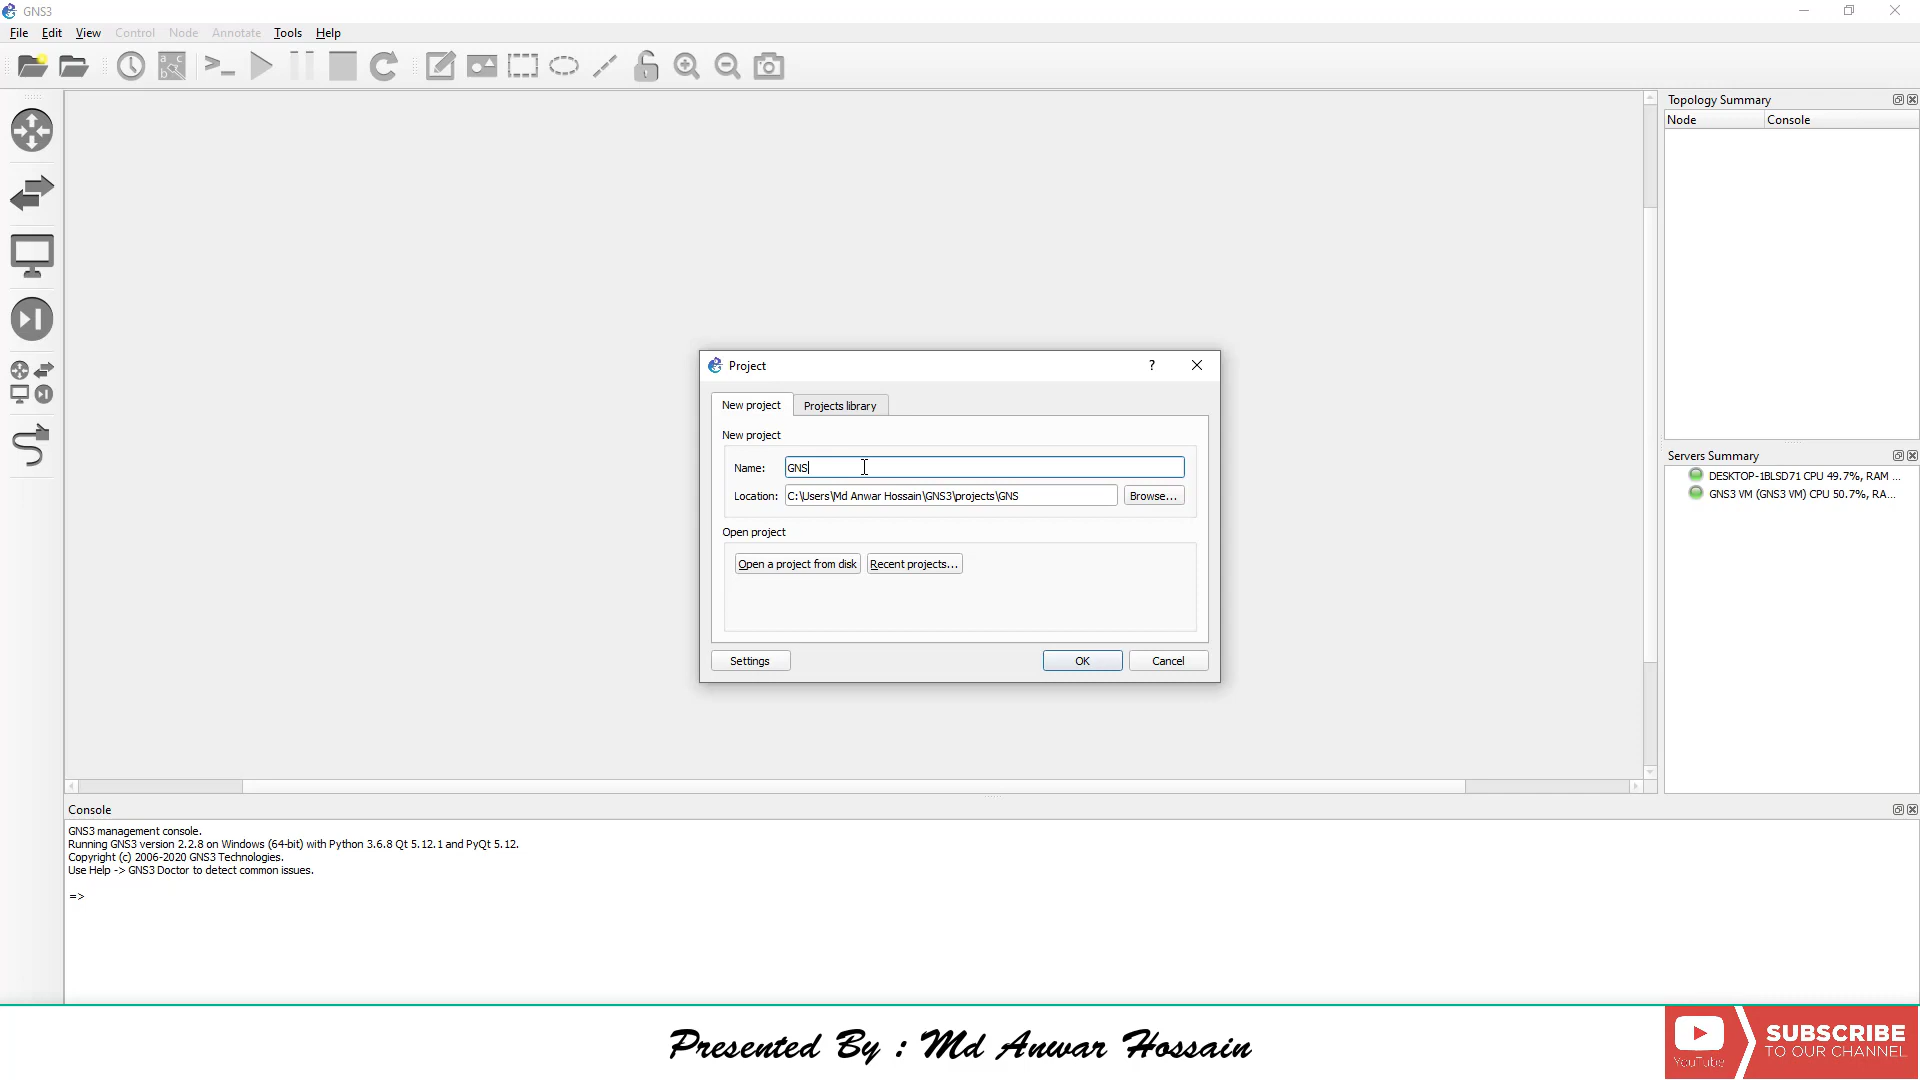 GNS3
File Edit View Control Node Annotate Tools Help
Topology Summary
Node Console
Project ?
New project Projects library
New project
Name: GNS
Location: C:\Users\Md Anwar Hossain\GNS3\projects\GNS Browse...
Open project
Open a project from disk Recent projects...
Settings OK Cancel
Servers Summary
DESKTOP-1BLSD71 CPU 49.7%, RAM ...
GNS3 VM (GNS3 VM) CPU 50.7%, RA...
Console
GNS3 management console.
Running GNS3 version 2.2.8 on Windows (64-bit) with Python 3.6.8 Qt 5.12.1 and PyQt 5.12.
Copyright (c) 2006-2020 GNS3 Technologies.
Use Help -> GNS3 Doctor to detect common issues.
=>
Presented By : Md Anwar Hossain
YouTube
SUBSCRIBE
TO OUR CHANNEL